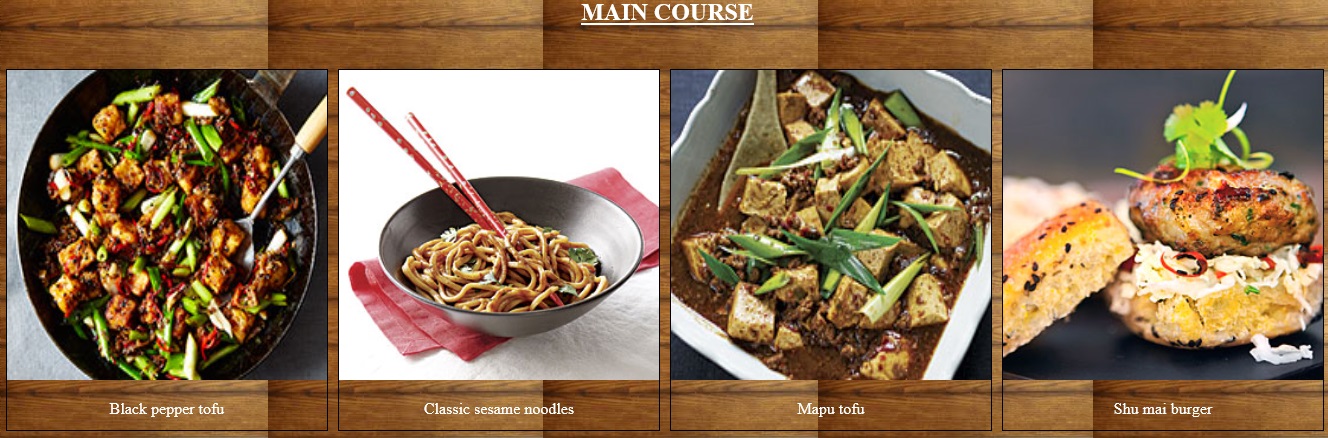 MAIN COURSE
Black pepper tofu
Classic sesame noodles
Mapu tofu
Shu mai burger